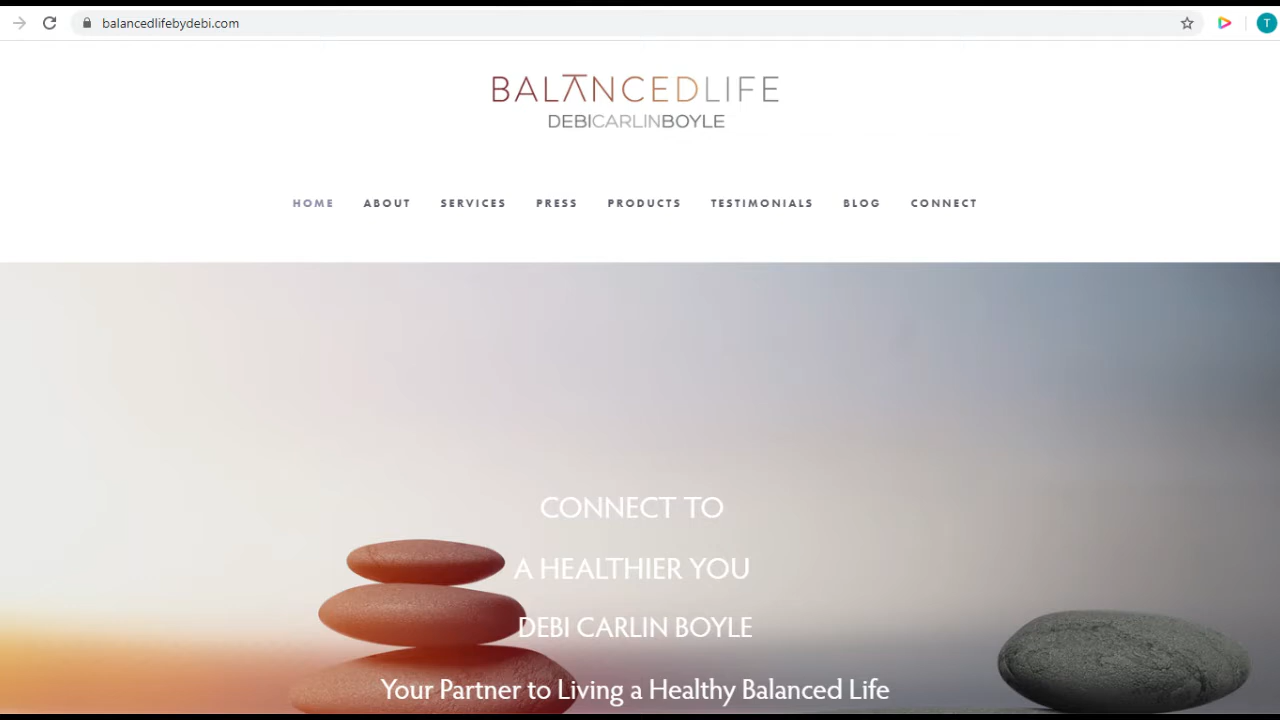 balancedlifebydebi.com
T
BALANCEDLIFE
DEBICARLINBOYLE
HOME ABOUT SERVICES PRESS PRODUCTS TESTIMONIALS BLOG CONNECT
CONNECT TO
A HEALTHIER YOU
DEBI CARLIN BOYLE
Your Partner to Living a Healthy Balanced Life